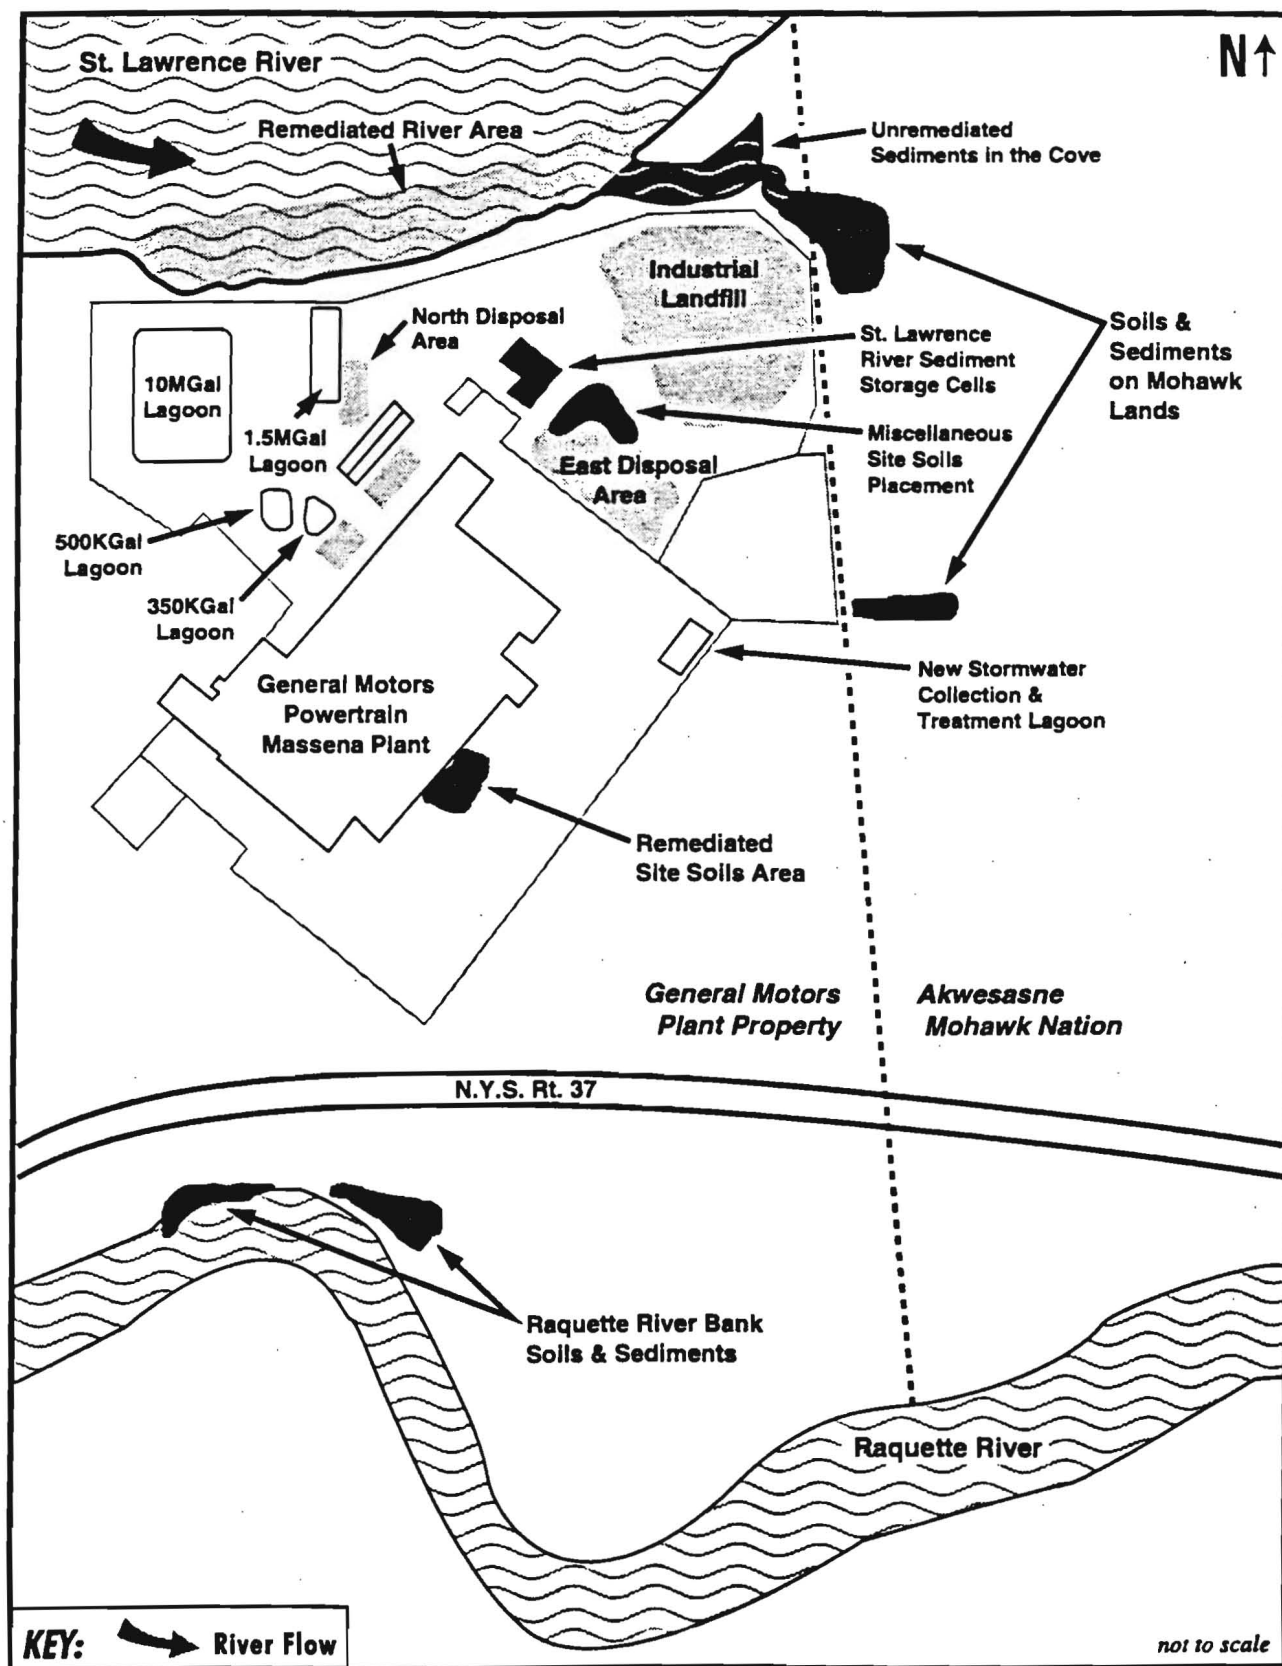 St. Lawrence River
N
Remediated River Area
Unremediated
Sediments in the Cove
Industrial
Landfill
North Disposal
Area
St. Lawrence
River Sediment
Storage Cells
Soils &
Sediments
on Mohawk
Lands
10MGal
Lagoon
1.5MGal
Lagoon
Miscellaneous
Site Soils
Placement
East Disposal
Area
500KGal
Lagoon
350KGal
Lagoon
New Stormwater
Collection &
Treatment Lagoon
General Motors
Powertrain
Massena Plant
Remediated
Site Soils Area
General Motors
Plant Property
Akwesasne
Mohawk Nation
N.Y.S. Rt. 37
Raquette River Bank
Soils & Sediments
Raquette River
KEY:
River Flow
not to scale